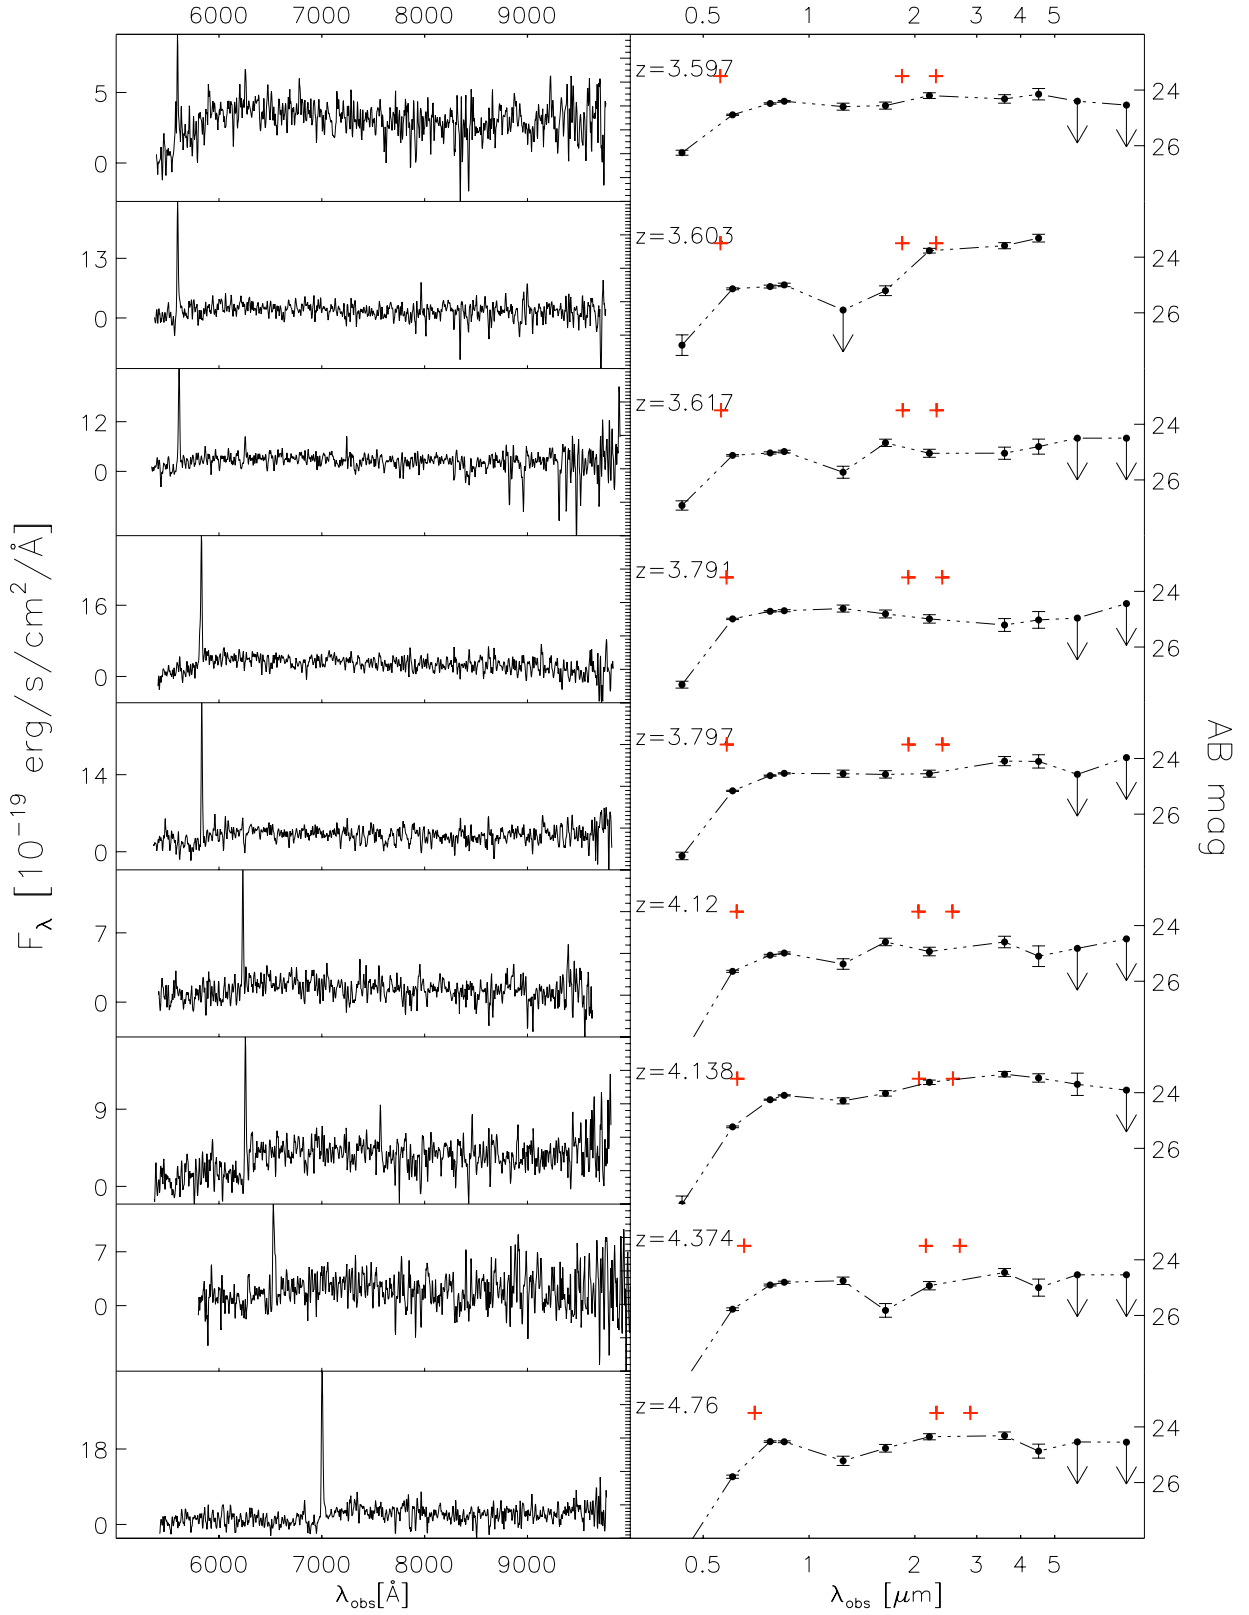 6000 7000 8000 9000
0.5 1 2 3 4 5
5
0
z=3.597
24
26
13
0
z=3.603
24
26
12
0
z=3.617
24
26
16
0
z=3.791
24
26
14
0
z=3.797
24
26
7
0
z=4.12
24
26
9
0
z=4.138
24
26
7
0
z=4.374
24
26
18
0
z=4.76
24
26
F_λ [10⁻¹⁹ erg/s/cm²/Å]
AB mag
6000 7000 8000 9000
0.5 1 2 3 4 5
λ_obs[Å]
λ_obs [μm]